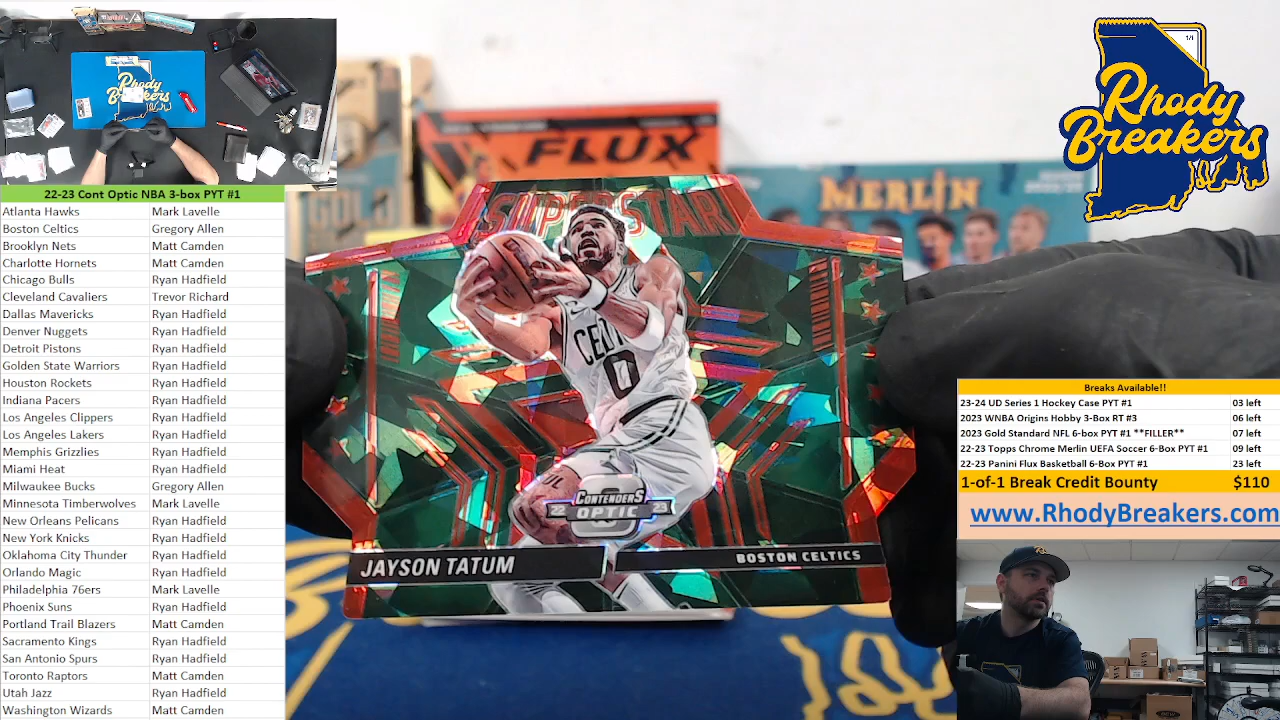 22-23 Cont Optic NBA 3-box PYT #1
Atlanta Hawks Mark Lavelle
Boston Celtics Gregory Allen
Brooklyn Nets Matt Camden
Charlotte Hornets Matt Camden
Chicago Bulls Ryan Hadfield
Cleveland Cavaliers Trevor Richard
Dallas Mavericks Ryan Hadfield
Denver Nuggets Ryan Hadfield
Detroit Pistons Ryan Hadfield
Golden State Warriors Ryan Hadfield
Houston Rockets Ryan Hadfield
Indiana Pacers Ryan Hadfield
Los Angeles Clippers Ryan Hadfield
Los Angeles Lakers Ryan Hadfield
Memphis Grizzlies Ryan Hadfield
Miami Heat Ryan Hadfield
Milwaukee Bucks Gregory Allen
Minnesota Timberwolves Mark Lavelle
New Orleans Pelicans Ryan Hadfield
New York Knicks Ryan Hadfield
Oklahoma City Thunder Ryan Hadfield
Orlando Magic Ryan Hadfield
Philadelphia 76ers Mark Lavelle
Phoenix Suns Ryan Hadfield
Portland Trail Blazers Matt Camden
Sacramento Kings Ryan Hadfield
San Antonio Spurs Ryan Hadfield
Toronto Raptors Matt Camden
Utah Jazz Ryan Hadfield
Washington Wizards Matt Camden
Rhody
Breakers
GOLD
FLUX
MERLIN
SUPERSTAR
0
CONTENDERS
22 OPTIC 23
JAYSON TATUM
BOSTON CELTICS
1/1
Rhody
Breakers
Breaks Available!!
23-24 UD Series 1 Hockey Case PYT #1 03 left
2023 WNBA Origins Hobby 3-Box RT #3 06 left
2023 Gold Standard NFL 6-box PYT #1 **FILLER** 07 left
22-23 Topps Chrome Merlin UEFA Soccer 6-Box PYT #1 09 left
22-23 Panini Flux Basketball 6-Box PYT #1 23 left
1-of-1 Break Credit Bounty $110
www.RhodyBreakers.com